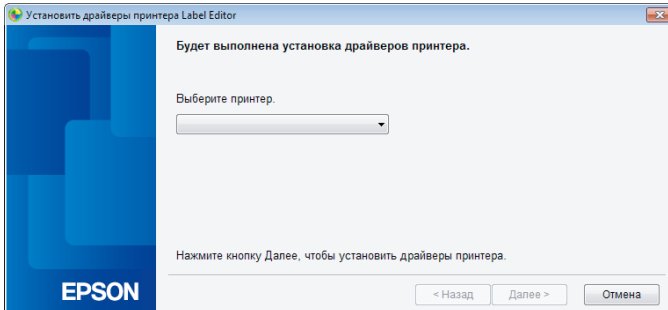 Установить драйверы принтера Label Editor
Будет выполнена установка драйверов принтера.
Выберите принтер.
Нажмите кнопку Далее, чтобы установить драйверы принтера.
EPSON
< Назад
Далее >
Отмена